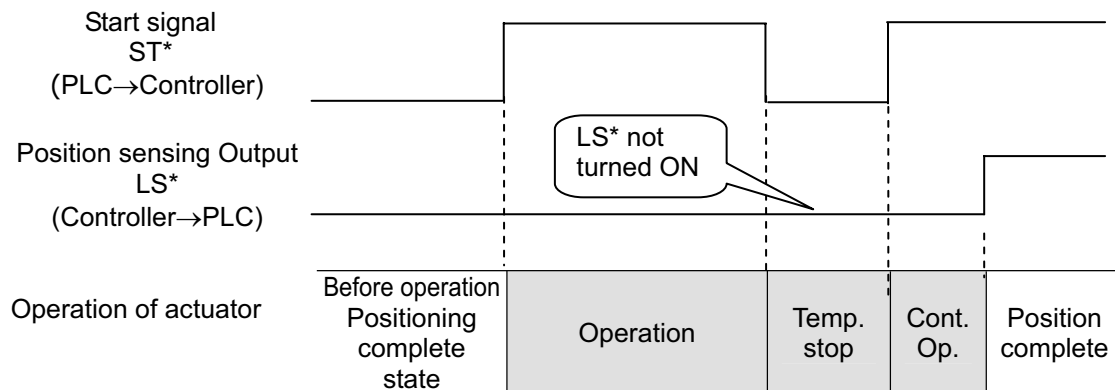 Start signal
ST*
(PLC→Controller)
LS* not
turned ON
Position sensing Output
LS*
(Controller→PLC)
Operation of actuator
Before operation
Positioning
complete
state
Operation
Temp.
stop
Cont.
Op.
Position
complete